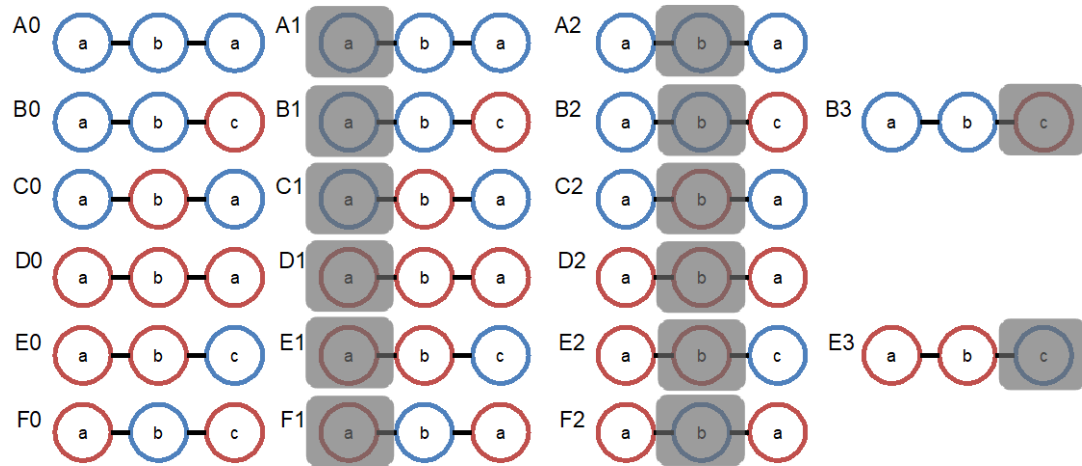 A0 a b a A1 a b a A2 a b a
B0 a b c B1 a b c B2 a b c B3 a b c
C0 a b a C1 a b a C2 a b a
D0 a b a D1 a b a D2 a b a
E0 a b c E1 a b c E2 a b c E3 a b c
F0 a b c F1 a b a F2 a b a